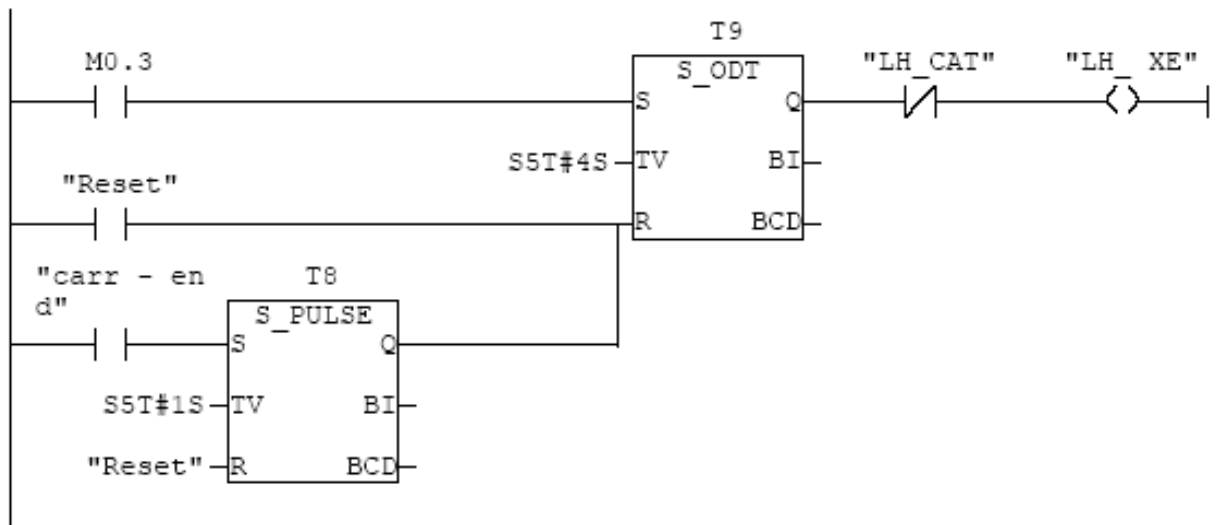 T9
M0.3
S_ODT
"LH_CAT"
"LH_ XE"
S
Q
S5T#4S
TV
BI
"Reset"
R
BCD
"carr - en
d"
T8
S_PULSE
S
Q
S5T#1S
TV
BI
"Reset"
R
BCD